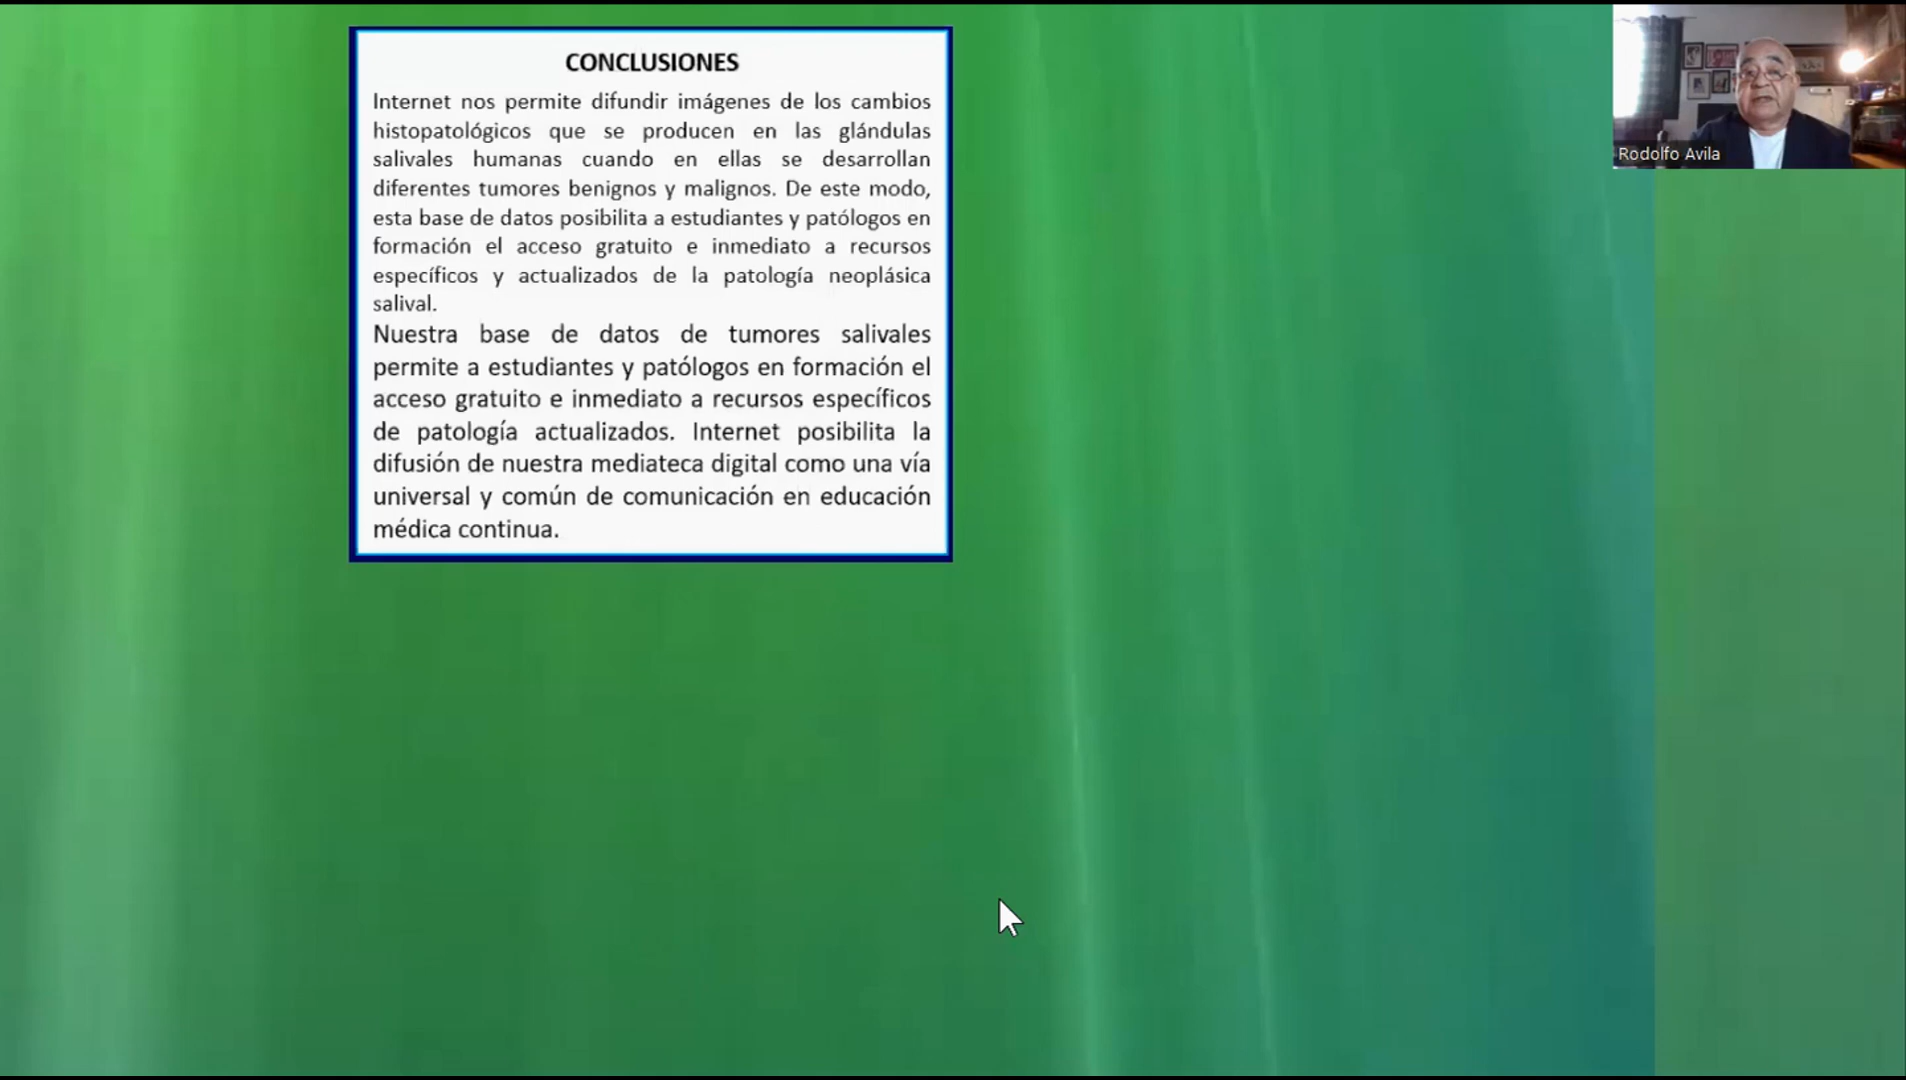 CONCLUSIONES
Internet nos permite difundir imágenes de los cambios
histopatológicos que se producen en las glándulas
salivales humanas cuando en ellas se desarrollan
diferentes tumores benignos y malignos. De este modo,
esta base de datos posibilita a estudiantes y patólogos en
formación el acceso gratuito e inmediato a recursos
específicos y actualizados de la patología neoplásica
salival.
Nuestra base de datos de tumores salivales
permite a estudiantes y patólogos en formación el
acceso gratuito e inmediato a recursos específicos
de patología actualizados. Internet posibilita la
difusión de nuestra mediateca digital como una vía
universal y común de comunicación en educación
médica continua.
Rodolfo Avila